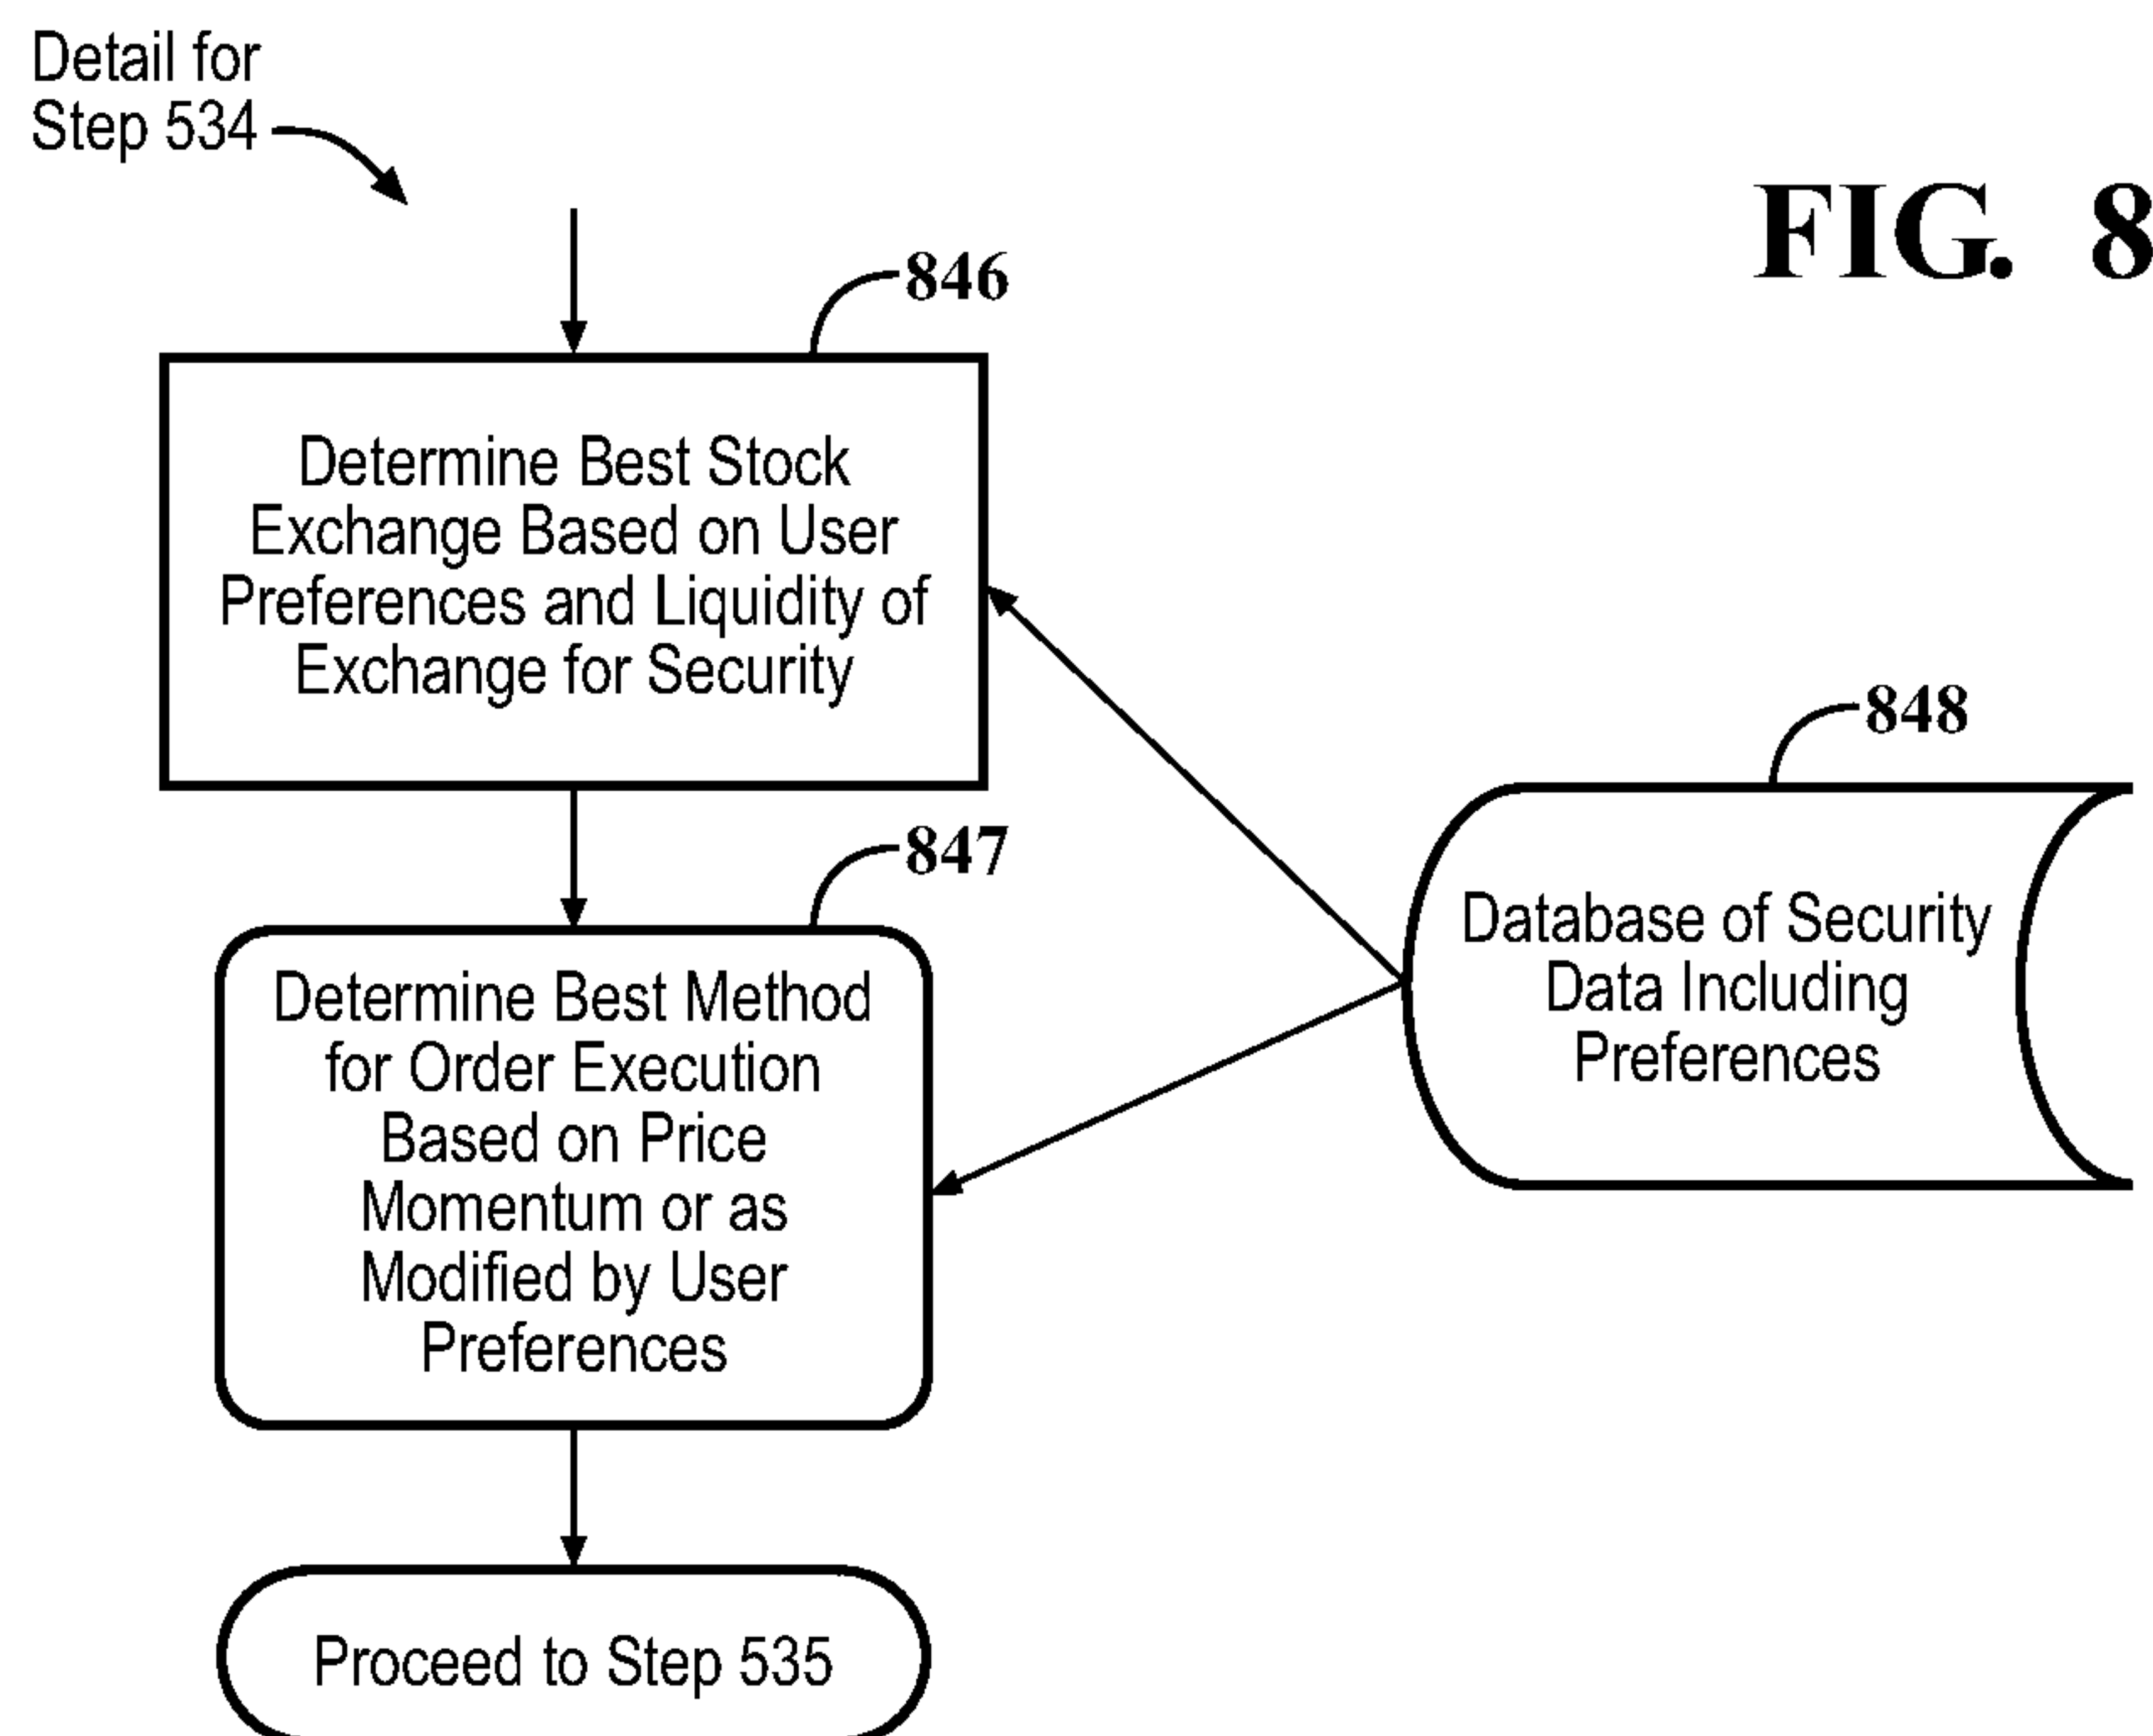 Detail for
Step 534
FIG. 8
846
Determine Best Stock
Exchange Based on User
Preferences and Liquidity of
Exchange for Security
847
Determine Best Method
for Order Execution
Based on Price
Momentum or as
Modified by User
Preferences
848
Database of Security
Data Including
Preferences
Proceed to Step 535